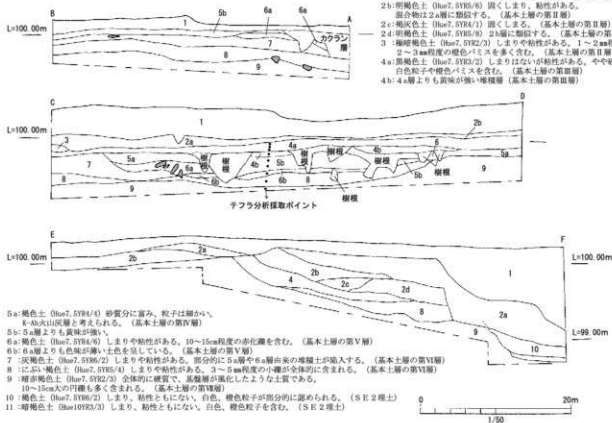 2b:明褐色土 (Hue7.5YR5/6) 固くしまり、粘性。
混合物は2a層に類似する。(基本土層の第Ⅱ層)
2c:褐灰色土 (Hue7.5YR4/1) 固くしまる。
2d:明褐色土 (Hue7.5YR5/8) 2b層に類似する。(基本土層の第
3 :極暗褐色土 (Hue7.5YR2/3) しまりや粘性がある。1～2mm程
2～3mm程度の橙色パミスを多く含む。(基本土層の第Ⅱ層
4a:黒褐色土 (Hue7.5YR3/2) しまりはないが粘性がある。
白色粒子や橙色パミスを含む。(基本土層の第Ⅲ層)
4b:4a層よりも黄味が強い堆積層(基本土層の第Ⅲ層)
B
5b
6a
6a
A
カクラン層
L=100.00m
1
7
8
9
C
D
1
2b
L=100.00m
3
2a
4a
6
7
5a
6a
樹根
4b
5b
樹根
樹根
4b
樹根
樹根
5a
8
6b
6b
8
5b
9
9
樹根
テフラ分析採取ポイント
E
F
2a
L=100.00m
2b
2a
1
L=100.00m
4
2b
2c
2d
2a
8
9
L=99.00m
10
5a:褐色土 (Hue7.5YR4/4) 砂質分に富み、粒子は細かい。
K-Ah火山灰層と考えられる。(基本土層の第Ⅳ層)
5b:5a層よりも黄味が強い。
6a:褐色土 (Hue7.5YR4/6) しまりや粘性がある。10～15cm程度の赤化礫を含む。(基本土層の第Ⅴ層)
6b:6a層よりも色味が薄い土色を呈している。(基本土層の第Ⅴ層)
7 :灰褐色土 (Hue7.5YR6/2) しまりや粘性がある。部分的に5a層や6a層由来の堆積土が陥入する。(基本土層の第Ⅵ層)
8 :にぶい褐色土 (Hue7.5YR5/4) しまりや粘性がある。3～5mm程度の小礫が全体的に含まれる。(基本土層の第Ⅶ層)
9 :暗赤褐色土 (Hue7.5YR2/3) 全体的に硬質で、基盤層が風化したような土質である。
10～15cm大の円礫も多く含まれる。(基本土層の第Ⅷ層)
10:褐色土 (Hue7.5YR6/2) しまり、粘性ともにない。白色、橙色粒子が部分的に認められる。(SE2埋土)
11:暗褐色土 (Hue10YR3/3) しまり、粘性ともにない。白色、橙色粒子を含む。(SE2埋土)
0
20m
1/50